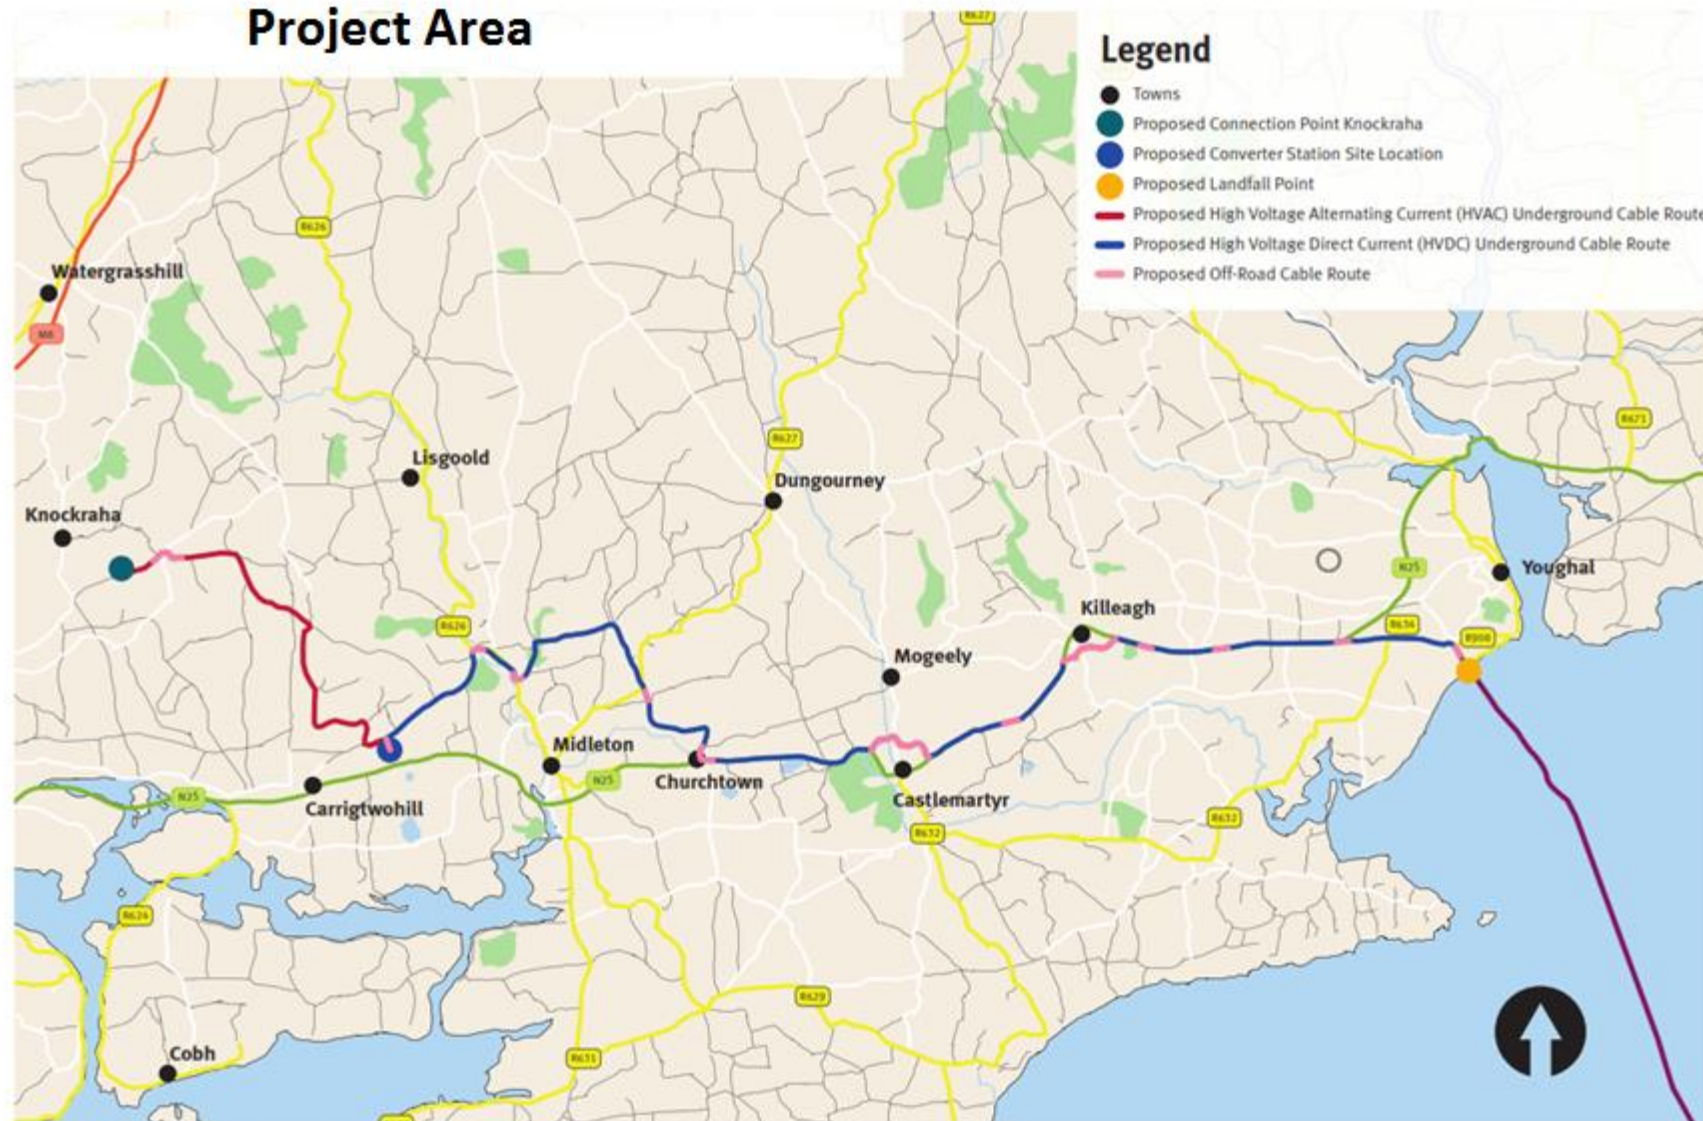 Project Area
R627
Legend
Towns
Proposed Connection Point Knockraha
Proposed Converter Station Site Location
Proposed Landfall Point
Proposed High Voltage Alternating Current (HVAC) Underground Cable Route
Proposed High Voltage Direct Current (HVDC) Underground Cable Route
Proposed Off-Road Cable Route
R626
Watergrasshill
M8
R671
R627
Lisgoold
Dungourney
Knockraha
N25
Youghal
Killeagh
R626
R634
R908
Mogeely
Midleton
N25
Churchtown
N25
Carrigtwohill
Castlemartyr
R632
R632
R624
R629
Cobh
R631